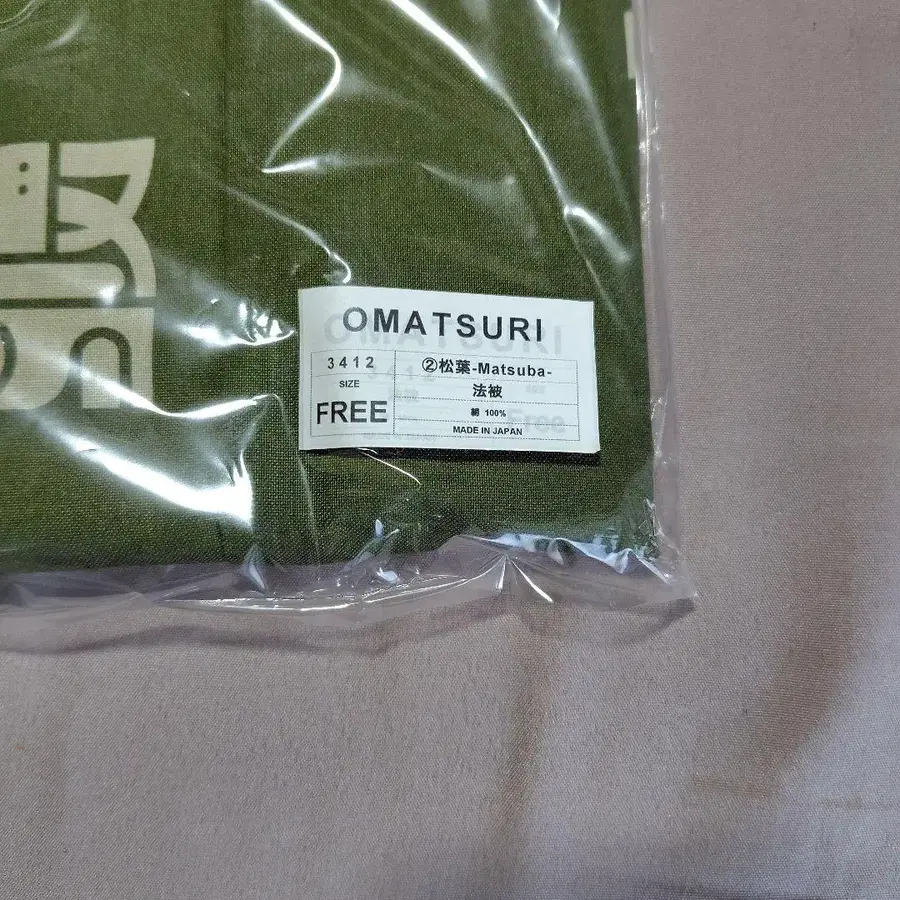 OMATSURI
3412
SIZE
FREE
②松葉-Matsuba-
法被
綿 100%
MADE IN JAPAN